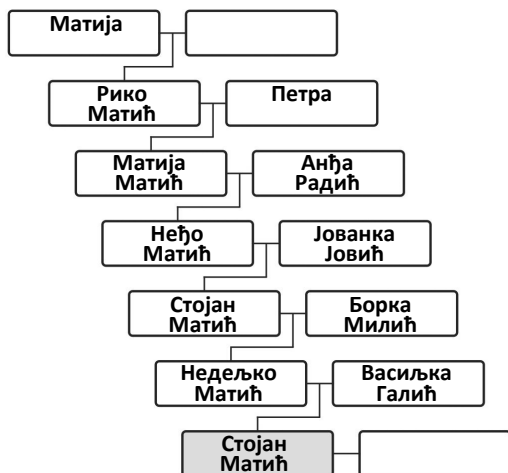 Матија
Рико
Матић
Петра
Матија
Матић
Анђа
Радић
Неђо
Матић
Јованка
Јовић
Стојан
Матић
Борка
Милић
Недељко
Матић
Васиљка
Галић
Стојан
Матић